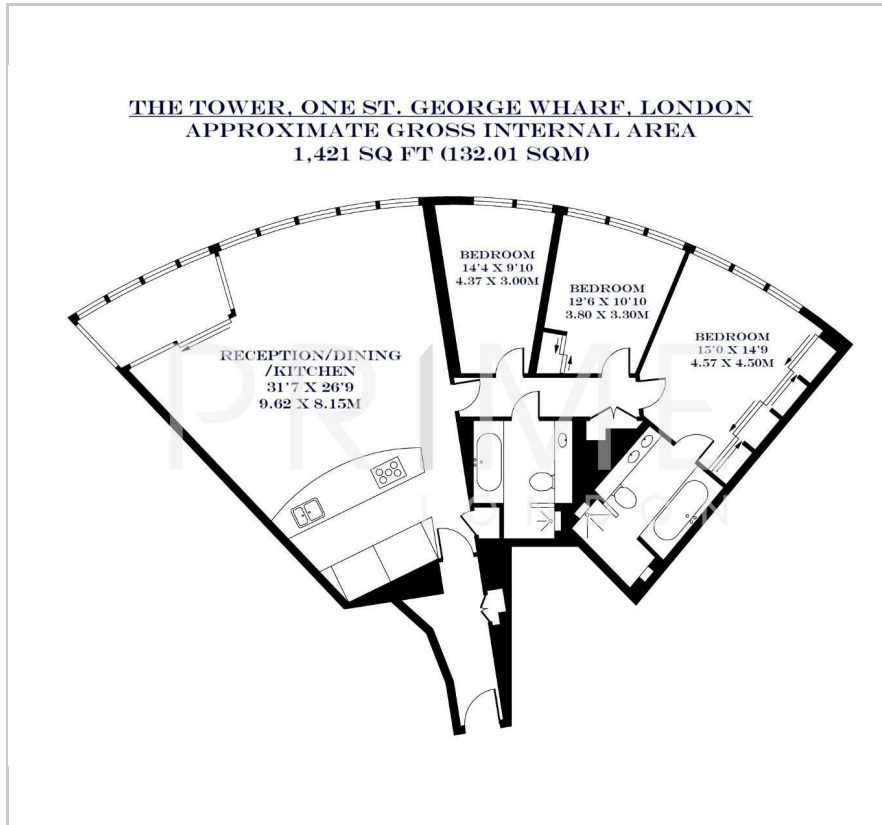 THE TOWER, ONE ST. GEORGE WHARF, LONDON
APPROXIMATE GROSS INTERNAL AREA
1,421 SQ FT (132.01 SQM)
BEDROOM
14'4 X 9'10
4.37 X 3.00M
BEDROOM
12'6 X 10'10
3.80 X 3.30M
BEDROOM
15'0 X 14'9
4.57 X 4.50M
RECEPTION/DINING
/KITCHEN
31'7 X 26'9
9.62 X 8.15M
PRIME
LONDON